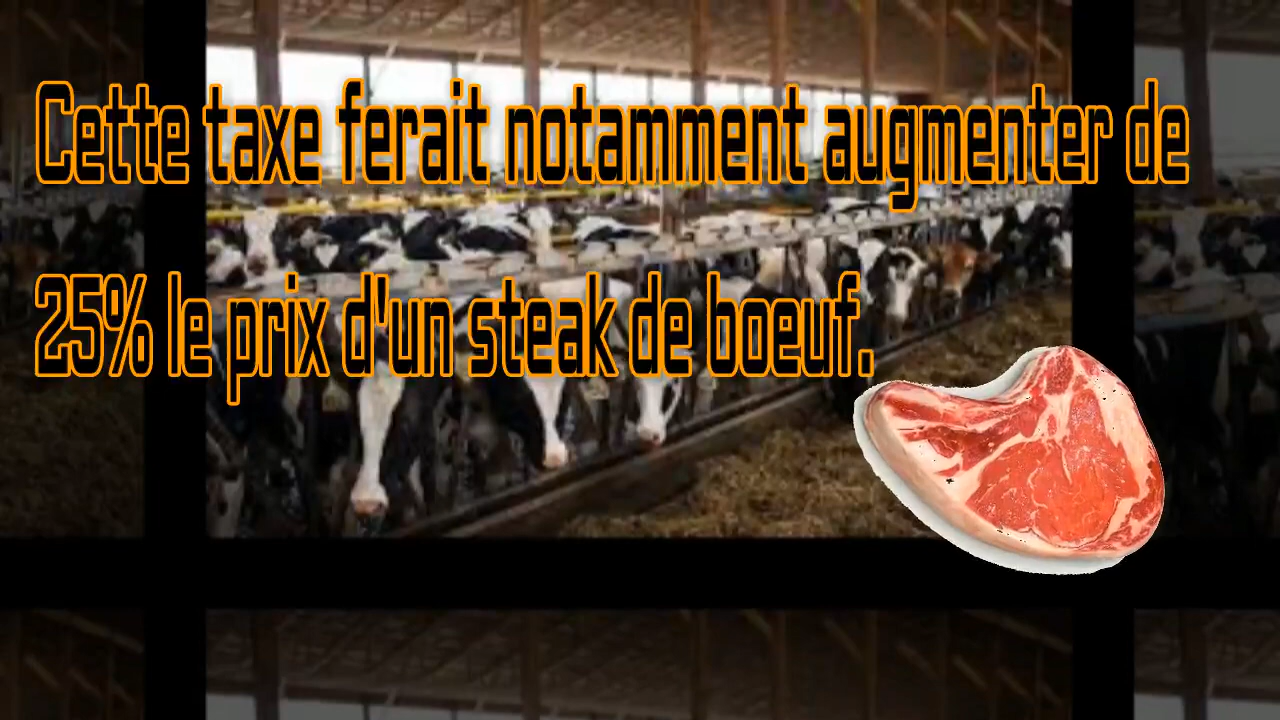 Cette taxe ferait notamment augmenter de
25% le prix d'un steak de boeuf.